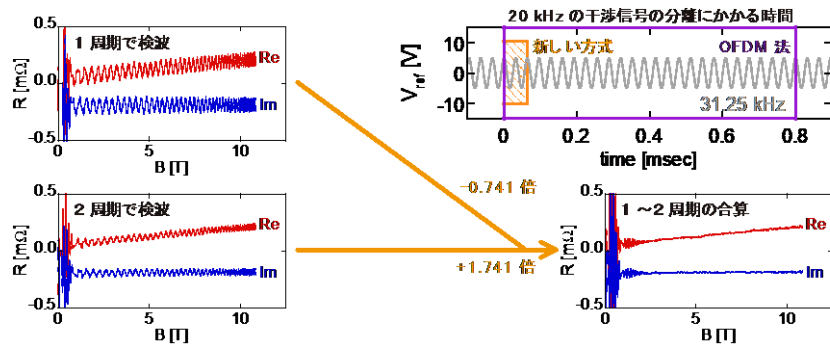 1 周期で検波
Re
Im
R [mΩ]
0.5
0.0
-0.5
0
5
10
B [T]
20 kHz の干渉信号の分離にかかる時間
新しい方式
OFDM 法
V_ref [V]
10
0
-10
31.25 kHz
0
0.2
0.4
0.6
0.8
time [msec]
-0.741 倍
2 周期で検波
Re
Im
R [mΩ]
0.5
0.0
-0.5
0
5
10
B [T]
+1.741 倍
1 ～2 周期の合算
Re
Im
R [mΩ]
0.5
0.0
-0.5
0
5
10
B [T]